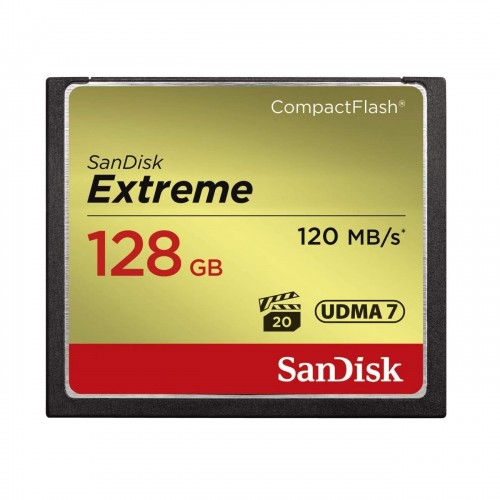 CompactFlash®
SanDisk
Extreme
128 GB
120 MB/s*
20
UDMA 7
SanDisk